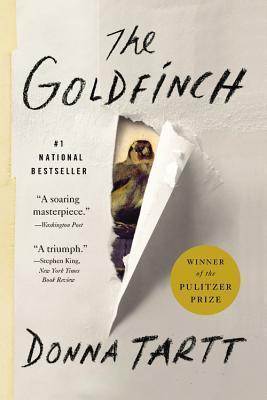 The
GOLDFINCH
#1
NATIONAL
BESTSELLER
“A soaring
masterpiece.”
—Washington Post
“A triumph.”
—Stephen King,
New York Times
Book Review
WINNER
of the
PULITZER
PRIZE
DONNA TARTT